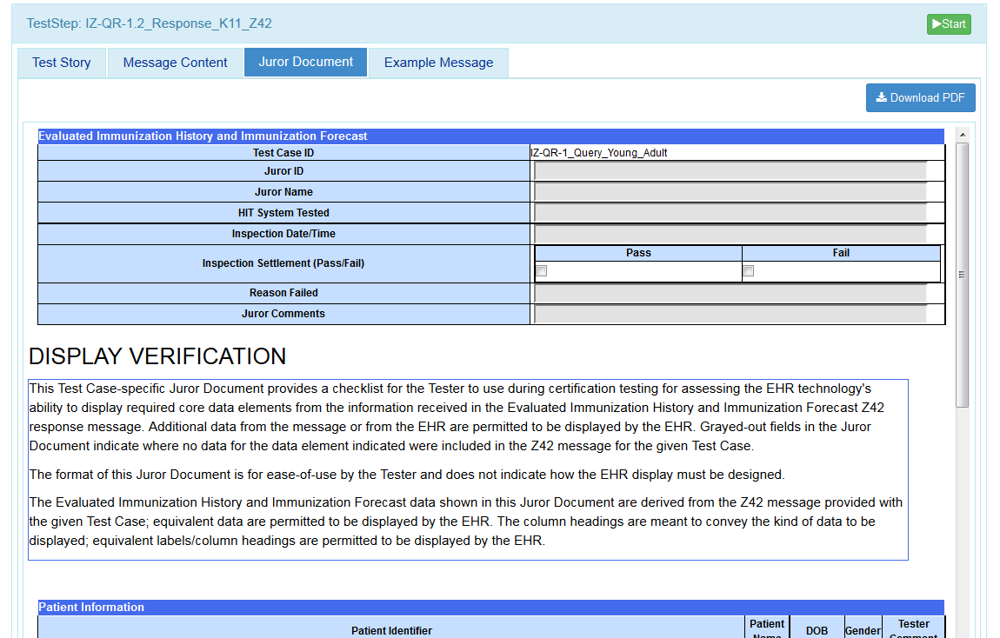 TestStep: IZ-QR-1.2_Response_K11_Z42
Start
Test Story
Message Content
Juror Document
Example Message
Download PDF
Evaluated Immunization History and Immunization Forecast
Test Case ID
IZ-QR-1_Query_Young_Adult
Juror ID
Juror Name
HIT System Tested
Inspection Date/Time
Inspection Settlement (Pass/Fail)
Pass
Fail
Reason Failed
Juror Comments
DISPLAY VERIFICATION
This Test Case-specific Juror Document provides a checklist for the Tester to use during certification testing for assessing the EHR technology's
ability to display required core data elements from the information received in the Evaluated Immunization History and Immunization Forecast Z42
response message. Additional data from the message or from the EHR are permitted to be displayed by the EHR. Grayed-out fields in the Juror
Document indicate where no data for the data element indicated were included in the Z42 message for the given Test Case.
The format of this Juror Document is for ease-of-use by the Tester and does not indicate how the EHR display must be designed.
The Evaluated Immunization History and Immunization Forecast data shown in this Juror Document are derived from the Z42 message provided with
the given Test Case; equivalent data are permitted to be displayed by the EHR. The column headings are meant to convey the kind of data to be
displayed; equivalent labels/column headings are permitted to be displayed by the EHR.
Patient Information
Patient Identifier
Patient
Name
DOB
Gender
Tester
Comment